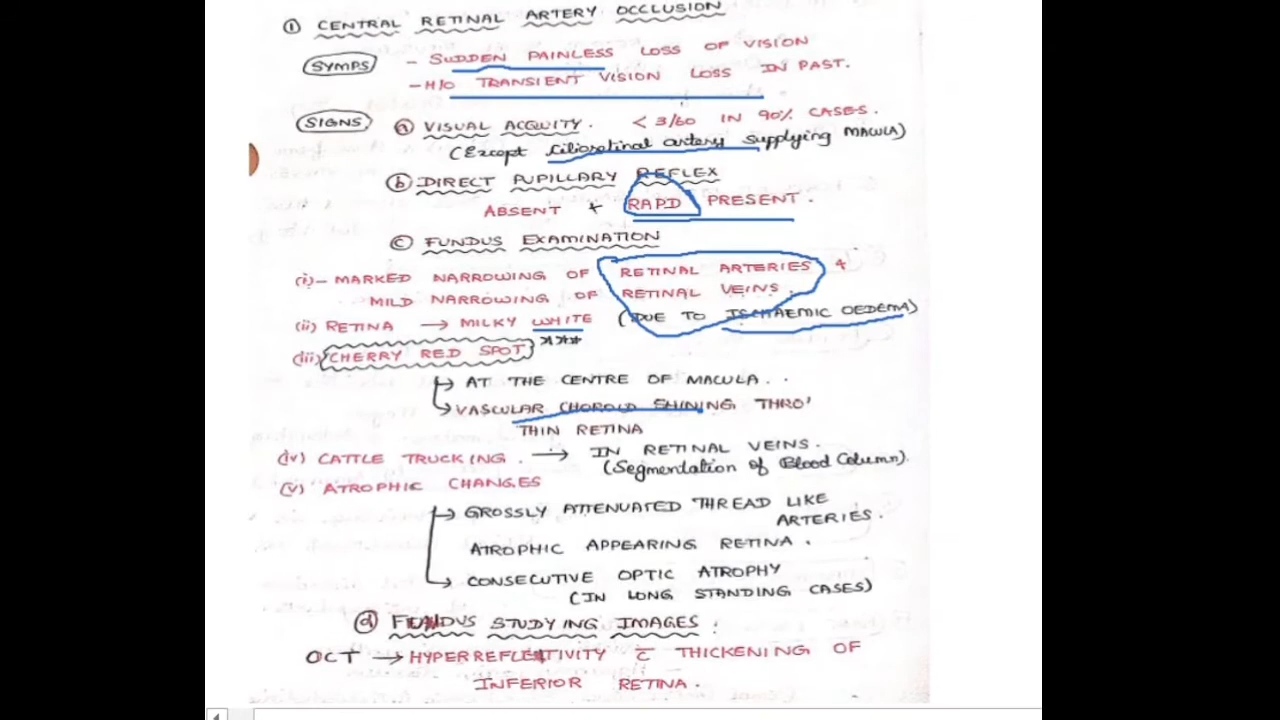 ① CENTRAL RETINAL ARTERY OCCLUSION
SYMPS - SUDDEN PAINLESS LOSS OF VISION
- H/O TRANSIENT VISION LOSS IN PAST.
SIGNS ⓐ VISUAL ACQUITY. < 3/60 IN 90% CASES.
(Except Cilioretinal artery supplying MACULA)
ⓑ DIRECT PUPILLARY REFLEX
ABSENT + RAPD PRESENT.
ⓒ FUNDUS EXAMINATION
(i) - MARKED NARROWING OF RETINAL ARTERIES &
MILD NARROWING OF RETINAL VEINS.
(ii) RETINA → MILKY WHITE (DUE TO ISCHAEMIC OEDEMA)
(iii) CHERRY RED SPOT ***
↳ AT THE CENTRE OF MACULA. .
↳ VASCULAR CHOROID SHINING THRO'
THIN RETINA
(iv) CATTLE TRUCKING. → IN RETINAL VEINS.
(Segmentation of Blood Column).
(v) ATROPHIC CHANGES
↳ GROSSLY ATTENUATED THREAD LIKE
ARTERIES.
ATROPHIC APPEARING RETINA.
↳ CONSECUTIVE OPTIC ATROPHY
(IN LONG STANDING CASES)
ⓓ FUNDUS STUDYING IMAGES :
OCT → HYPERREFLECTIVITY c̄ THICKENING OF
INFERIOR RETINA.